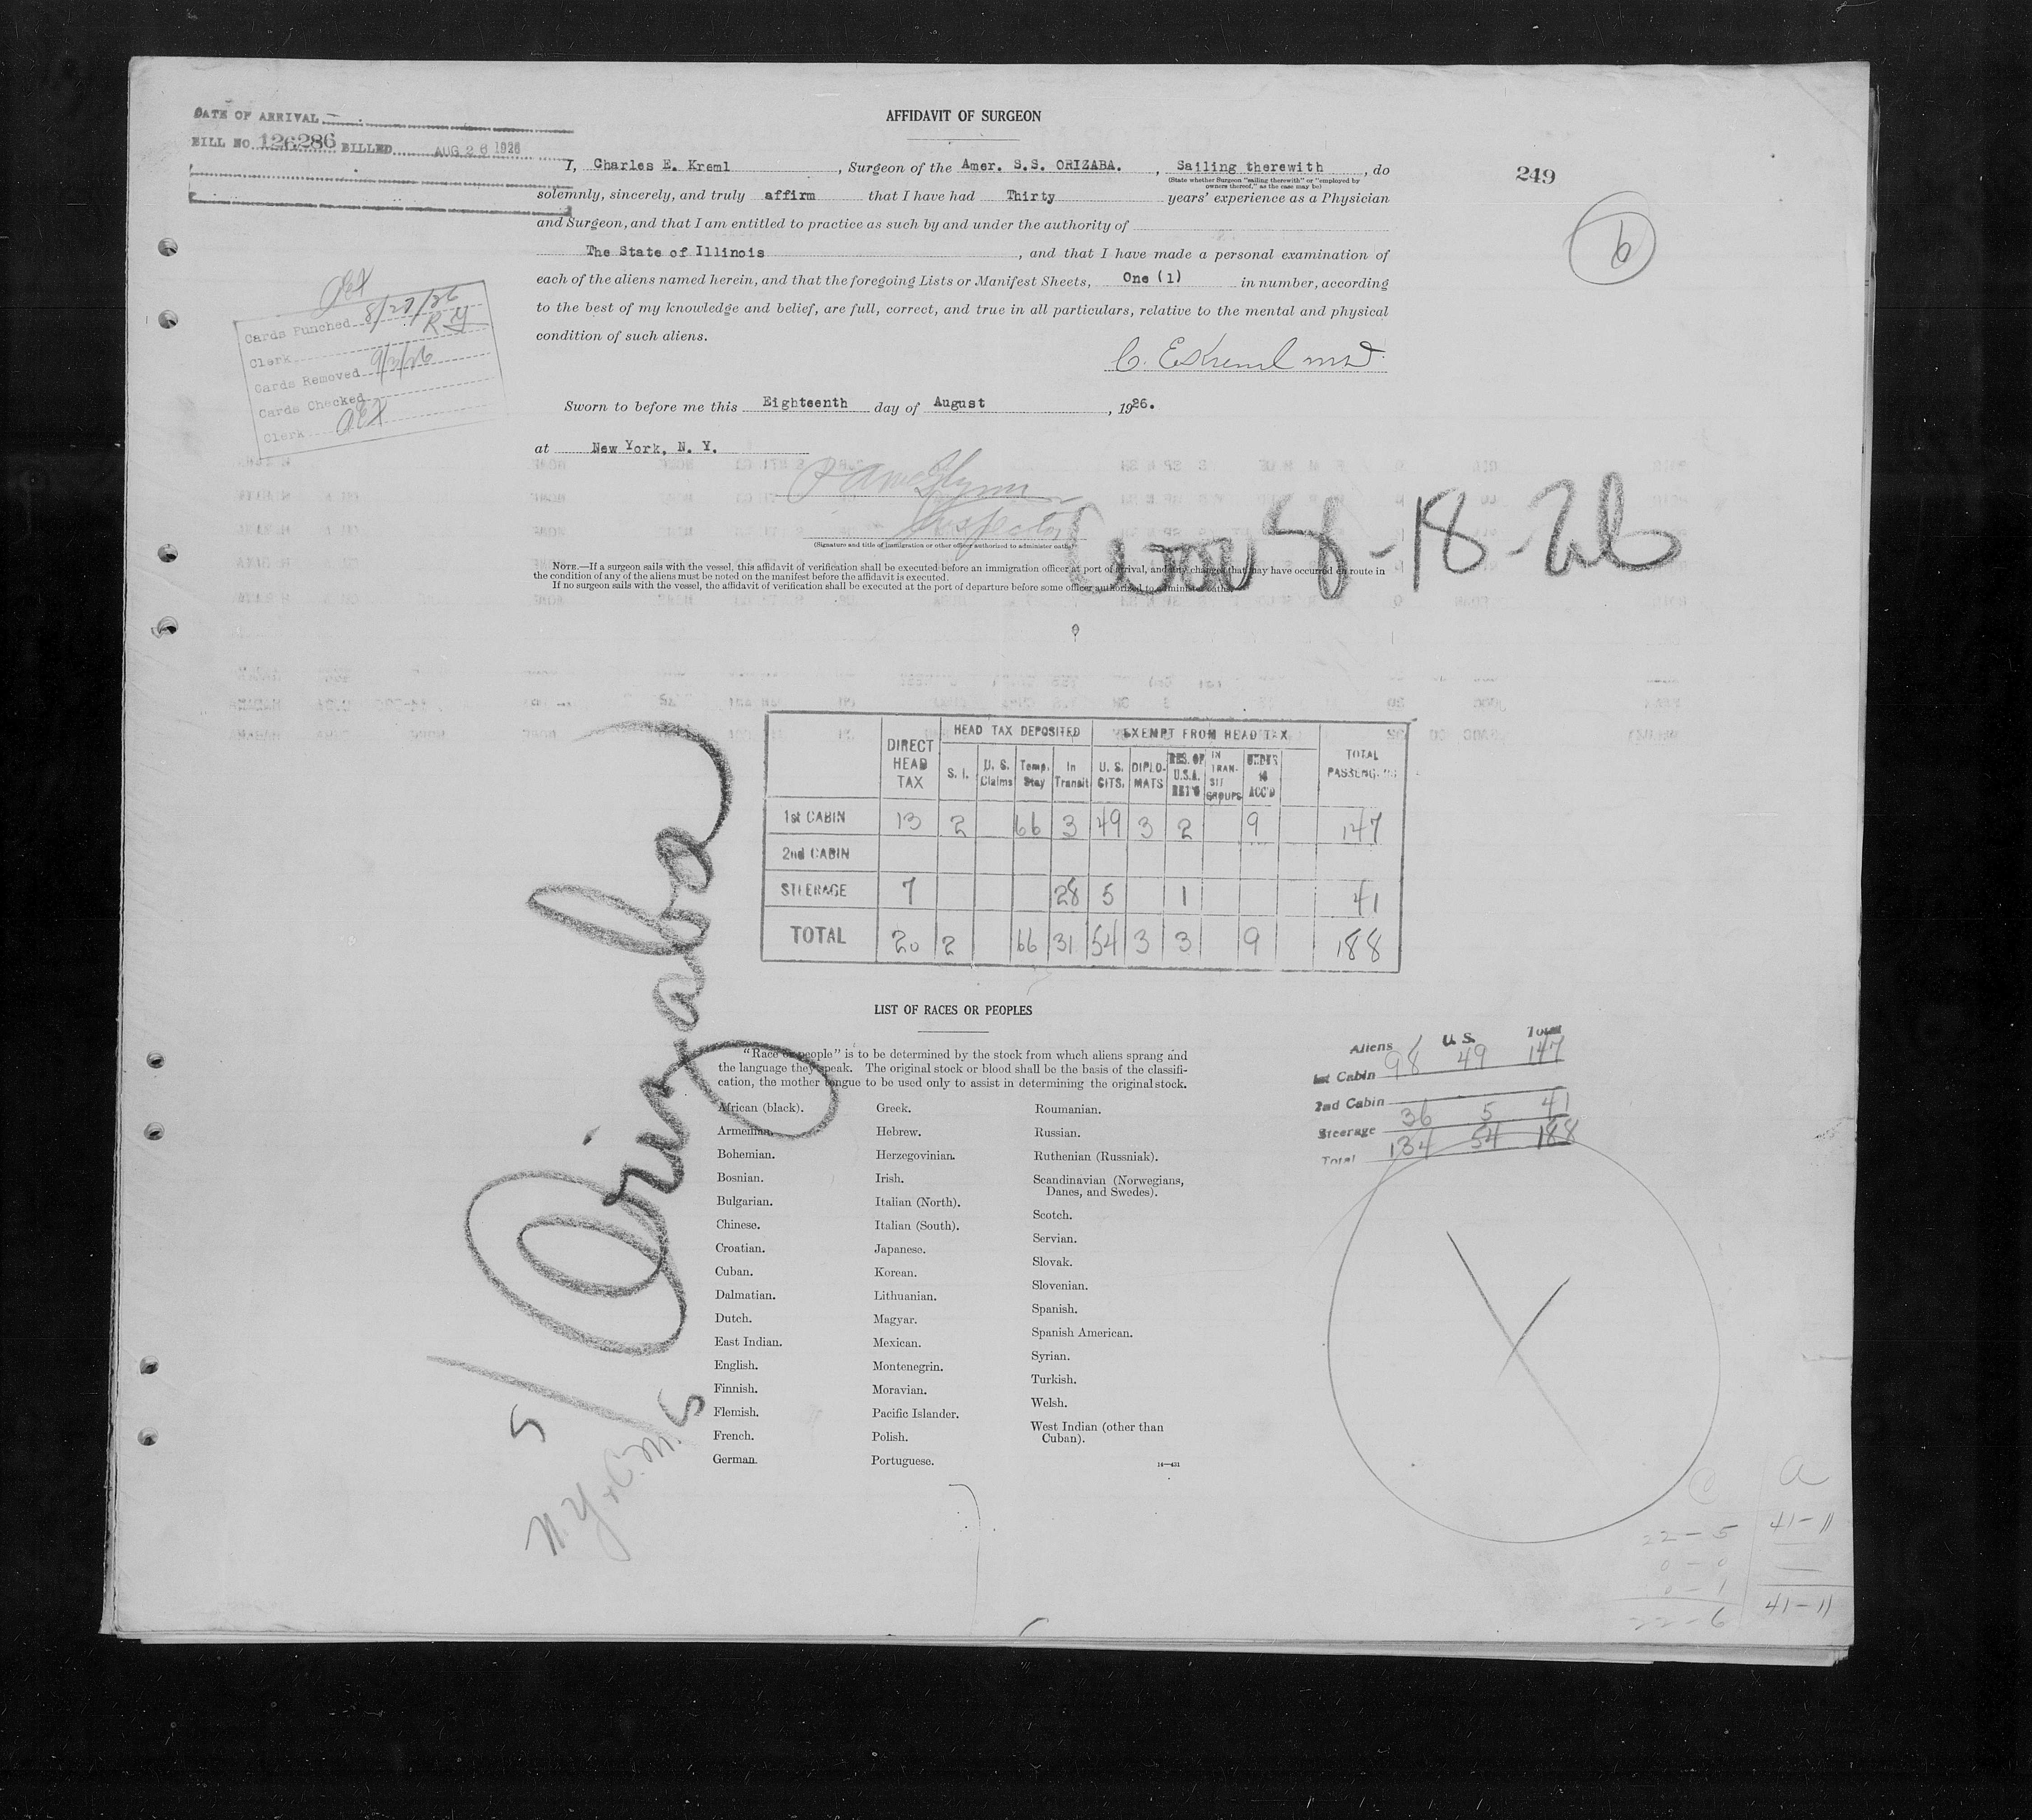 DATE OF ARRIVAL
BILL NO. 126286 BILLED AUG 26 1926
AFFIDAVIT OF SURGEON
249
6
I, Charles E. Kreml, Surgeon of the Amer. S.S. ORIZABA., Sailing therewith, do
(State whether Surgeon "sailing therewith" or "employed by
owners thereof," as the case may be)
solemnly, sincerely, and truly affirm that I have had Thirty years' experience as a Physician
and Surgeon, and that I am entitled to practice as such by and under the authority of
The State of Illinois, and that I have made a personal examination of
each of the aliens named herein, and that the foregoing Lists or Manifest Sheets, One (1) in number, according
to the best of my knowledge and belief, are full, correct, and true in all particulars, relative to the mental and physical
condition of such aliens.
C. E Kreml M.D.
Cards Punched 8/27/26
Clerk R Y
Cards Removed 9/2/26
Cards Checked
Clerk
Sworn to before me this Eighteenth day of August, 1926.
at New York, N. Y.
Inspector
(Signature and title of immigration or other officer authorized to administer oaths)
8-18-26
NOTE.—If a surgeon sails with the vessel, this affidavit of verification shall be executed before an immigration officer at port of arrival, and any changes that may have occurred en route in
the condition of any of the aliens must be noted on the manifest before the affidavit is executed.
If no surgeon sails with the vessel, the affidavit of verification shall be executed at the port of departure before some officer authorized to administer oaths.
DIRECT HEAD TAX HEAD TAX DEPOSITED EXEMPT FROM HEAD TAX TOTAL PASSENGERS
S. I. U. S. Claims Temp. Stay In Transit U. S. CITS. DIPLOMATS RES. OF U.S.A. RET'G IN TRANSIT GROUPS UNDER 16 ACC'D
1st CABIN 13 2 66 3 49 3 2 9 147
2nd CABIN
STEERAGE 7 28 5 1 41
TOTAL 20 2 66 31 54 3 3 9 188
Orizaba
N.Y. & C. M. S S
LIST OF RACES OR PEOPLES
"Race or people" is to be determined by the stock from which aliens sprang and
the language they speak. The original stock or blood shall be the basis of the classifi-
cation, the mother tongue to be used only to assist in determining the original stock.
African (black).
Armenian.
Bohemian.
Bosnian.
Bulgarian.
Chinese.
Croatian.
Cuban.
Dalmatian.
Dutch.
East Indian.
English.
Finnish.
Flemish.
French.
German.
Greek.
Hebrew.
Herzegovinian.
Irish.
Italian (North).
Italian (South).
Japanese.
Korean.
Lithuanian.
Magyar.
Mexican.
Montenegrin.
Moravian.
Pacific Islander.
Polish.
Portuguese.
Roumanian.
Russian.
Ruthenian (Russniak).
Scandinavian (Norwegians,
Danes, and Swedes).
Scotch.
Servian.
Slovak.
Slovenian.
Spanish.
Spanish American.
Syrian.
Turkish.
Welsh.
West Indian (other than
Cuban).
14—431
Aliens U. S. Total
1st Cabin 98 49 147
2nd Cabin
Steerage 36 5 41
Total 134 54 188
X
C a
22 - 5 41 - 11
0 - 0 —
0 - 1
22 - 6 41 - 11